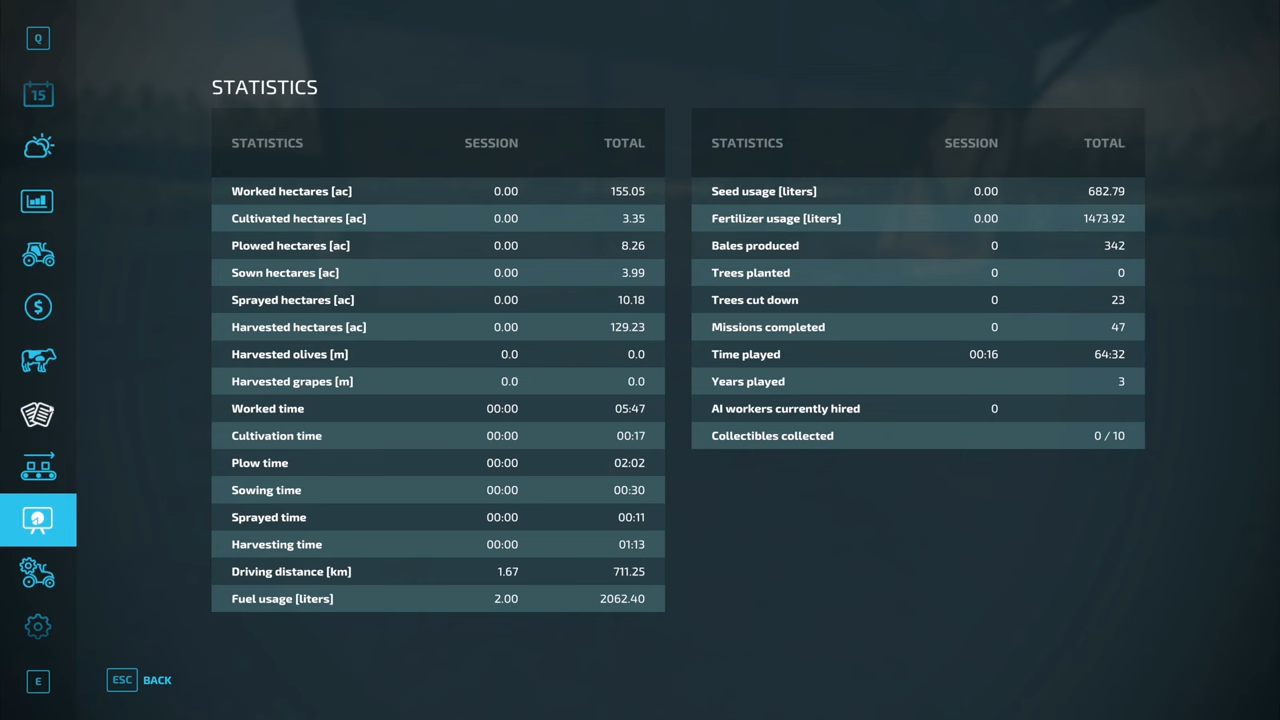 Q
15
STATISTICS
STATISTICS SESSION TOTAL
Worked hectares [ac] 0.00 155.05
Cultivated hectares [ac] 0.00 3.35
Plowed hectares [ac] 0.00 8.26
Sown hectares [ac] 0.00 3.99
Sprayed hectares [ac] 0.00 10.18
Harvested hectares [ac] 0.00 129.23
Harvested olives [m] 0.0 0.0
Harvested grapes [m] 0.0 0.0
Worked time 00:00 05:47
Cultivation time 00:00 00:17
Plow time 00:00 02:02
Sowing time 00:00 00:30
Sprayed time 00:00 00:11
Harvesting time 00:00 01:13
Driving distance [km] 1.67 711.25
Fuel usage [liters] 2.00 2062.40
STATISTICS SESSION TOTAL
Seed usage [liters] 0.00 682.79
Fertilizer usage [liters] 0.00 1473.92
Bales produced 0 342
Trees planted 0 0
Trees cut down 0 23
Missions completed 0 47
Time played 00:16 64:32
Years played 3
AI workers currently hired 0
Collectibles collected 0 / 10
$
E
ESC BACK